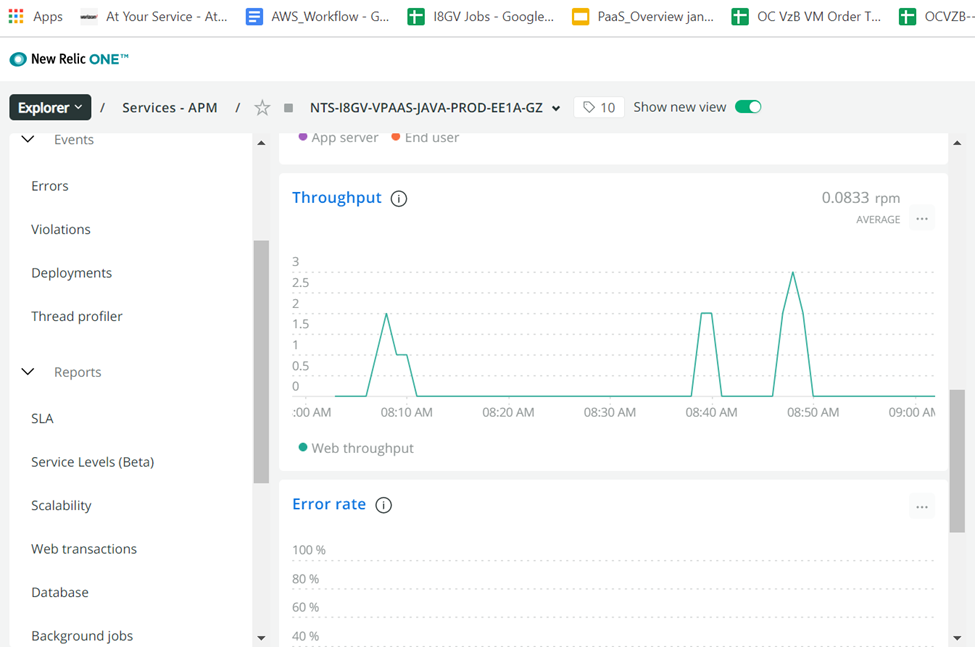 Apps At Your Service - At... AWS_Workflow - G... I8GV Jobs - Google... PaaS_Overview jan... OC VzB VM Order T... OCVZB--
New Relic ONE™
Explorer / Services - APM / NTS-I8GV-VPAAS-JAVA-PROD-EE1A-GZ 10 Show new view
Events
Errors
Violations
Deployments
Thread profiler
Reports
SLA
Service Levels (Beta)
Scalability
Web transactions
Database
Background jobs
App server End user
Throughput
0.0833 rpm
AVERAGE
3
2.5
2
1.5
1
0.5
0
:00 AM 08:10 AM 08:20 AM 08:30 AM 08:40 AM 08:50 AM 09:00 AM
Web throughput
Error rate
100 %
80 %
60 %
40 %